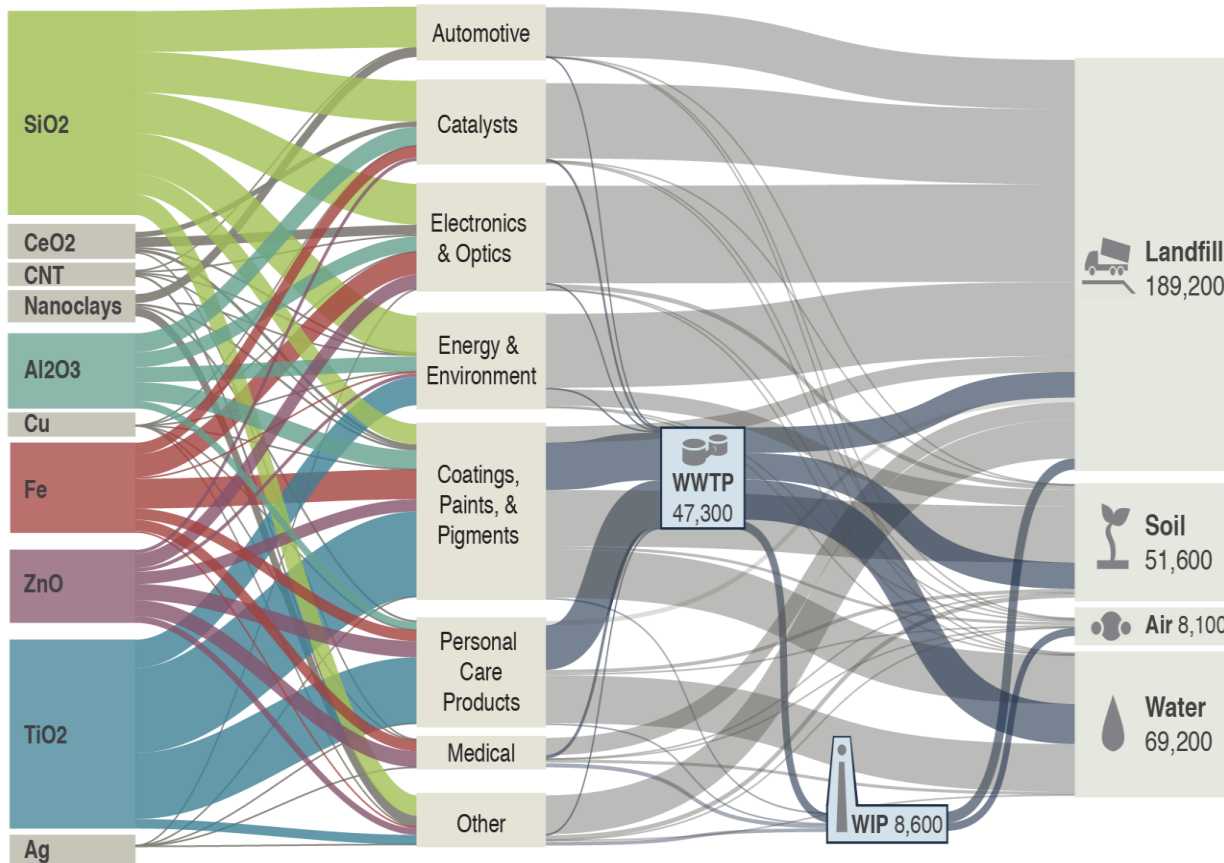 SiO2
CeO2
CNT
Nanoclays
Al2O3
Cu
Fe
ZnO
TiO2
Ag
Automotive
Catalysts
Electronics
& Optics
Energy &
Environment
Coatings,
Paints, &
Pigments
Personal
Care
Products
Medical
Other
WWTP
47,300
WIP 8,600
Landfill
189,200
Soil
51,600
Air 8,100
Water
69,200